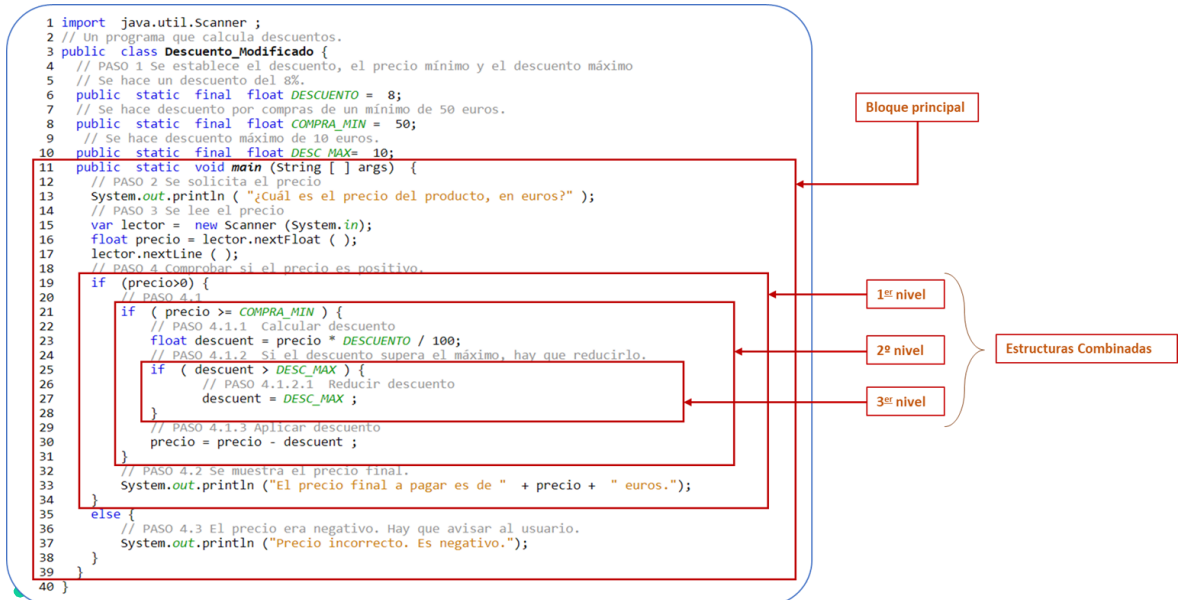 1 import java.util.Scanner ;
2 // Un programa que calcula descuentos.
3 public class Descuento_Modificado {
4 // PASO 1 Se establece el descuento, el precio mínimo y el descuento máximo
5 // Se hace un descuento del 8%.
6 public static final float DESCUENTO = 8;
7 // Se hace descuento por compras de un mínimo de 50 euros.
8 public static final float COMPRA_MIN = 50;
9 // Se hace descuento máximo de 10 euros.
10 public static final float DESC_MAX= 10;
11 public static void main (String [ ] args) {
12 // PASO 2 Se solicita el precio
13 System.out.println ( "¿Cuál es el precio del producto, en euros?" );
14 // PASO 3 Se lee el precio
15 var lector = new Scanner (System.in);
16 float precio = lector.nextFloat ( );
17 lector.nextLine ( );
18 // PASO 4 Comprobar si el precio es positivo.
19 if (precio>0) {
20 // PASO 4.1
21 if ( precio >= COMPRA_MIN ) {
22 // PASO 4.1.1 Calcular descuento
23 float descuent = precio * DESCUENTO / 100;
24 // PASO 4.1.2 Si el descuento supera el máximo, hay que reducirlo.
25 if ( descuent > DESC_MAX ) {
26 // PASO 4.1.2.1 Reducir descuento
27 descuent = DESC_MAX ;
28 }
29 // PASO 4.1.3 Aplicar descuento
30 precio = precio - descuent ;
31 }
32 // PASO 4.2 Se muestra el precio final.
33 System.out.println ("El precio final a pagar es de " + precio + " euros.");
34 }
35 else {
36 // PASO 4.3 El precio era negativo. Hay que avisar al usuario.
37 System.out.println ("Precio incorrecto. Es negativo.");
38 }
39 }
40 }
Bloque principal
1er nivel
2º nivel
3er nivel
Estructuras Combinadas